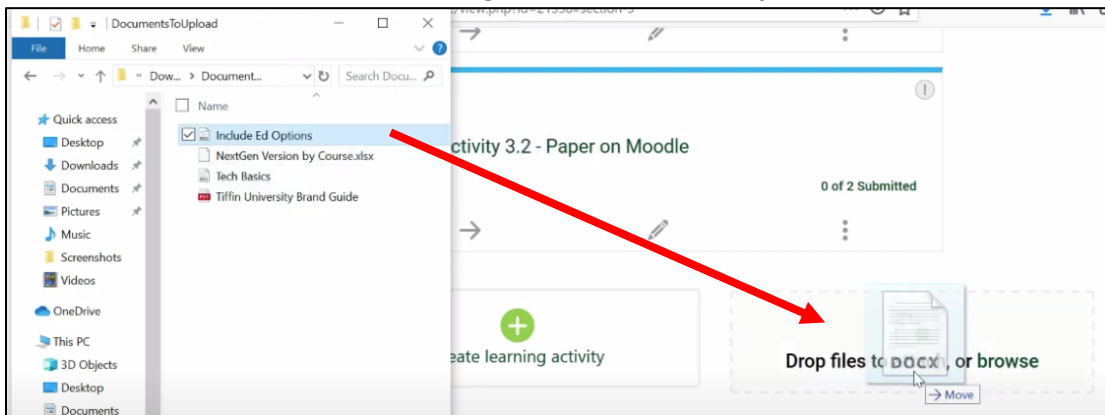 DocumentsToUpload
File Home Share View
« Dow... > Document...
Search Docu...
Quick access
Desktop
Downloads
Documents
Pictures
Music
Screenshots
Videos
OneDrive
This PC
3D Objects
Desktop
Documents
Name
Include Ed Options
NextGen Version by Course.xlsx
Tech Basics
Tiffin University Brand Guide
ctivity 3.2 - Paper on Moodle
0 of 2 Submitted
eate learning activity
Drop files to , or browse
DOCX
→ Move